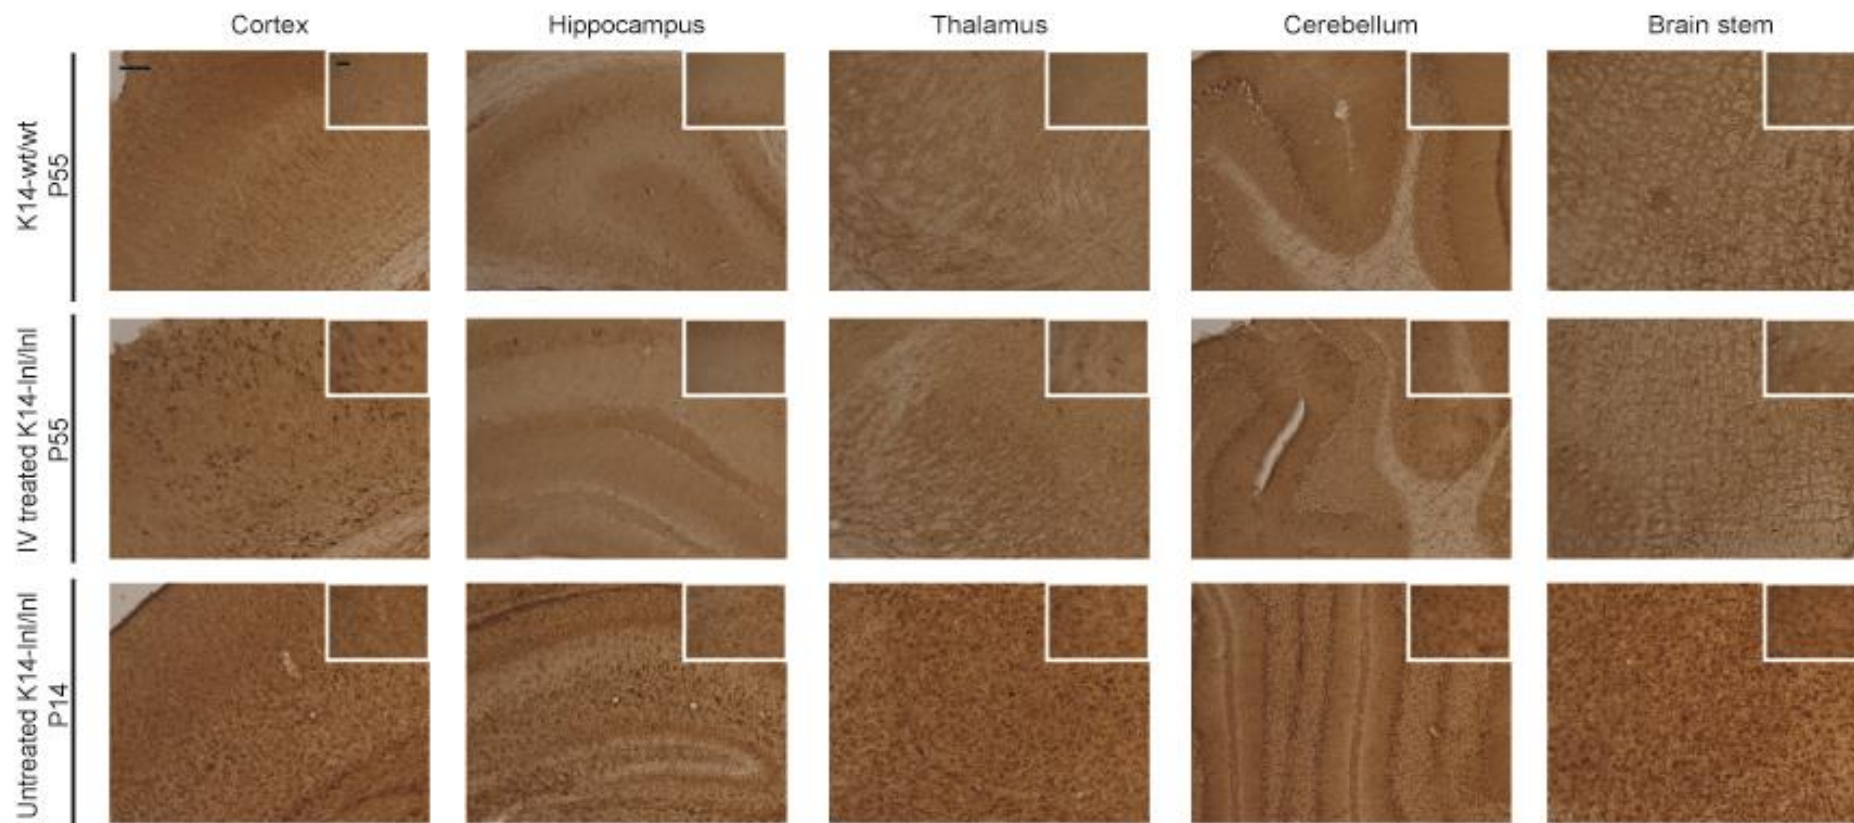 Cortex
Hippocampus
Thalamus
Cerebellum
Brain stem
K14-wt/wt
P55
IV treated K14-lnl/lnl
P55
Untreated K14-lnl/lnl
P14